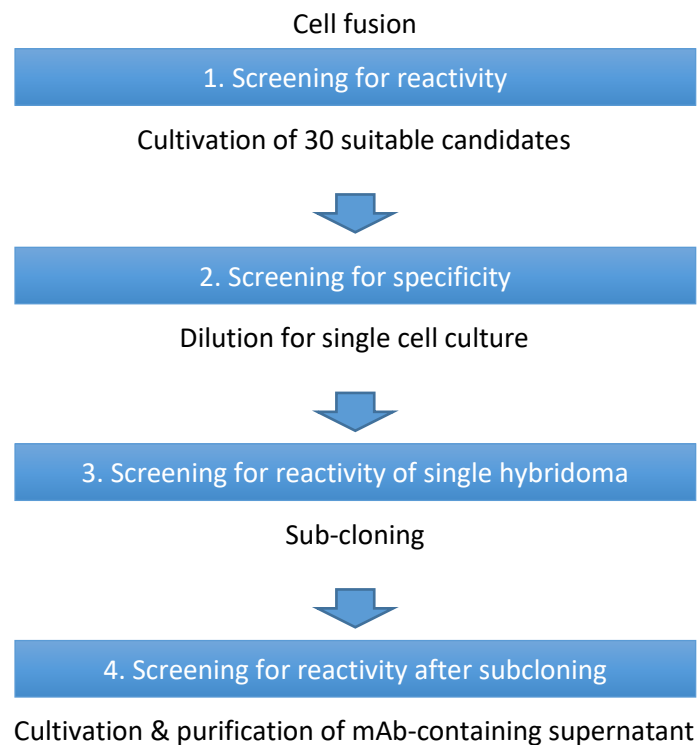 Cell fusion
1. Screening for reactivity
Cultivation of 30 suitable candidates
2. Screening for specificity
Dilution for single cell culture
3. Screening for reactivity of single hybridoma
Sub-cloning
4. Screening for reactivity after subcloning
Cultivation & purification of mAb-containing supernatant